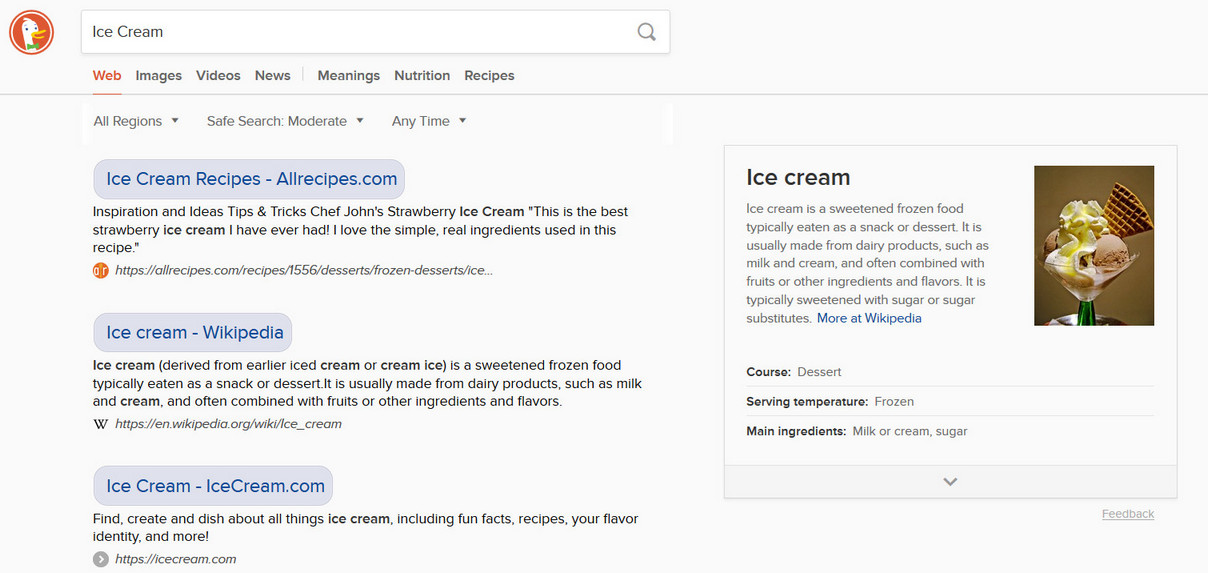 Ice Cream
Web Images Videos News Meanings Nutrition Recipes
All Regions Safe Search: Moderate Any Time
Ice Cream Recipes - Allrecipes.com
Inspiration and Ideas Tips & Tricks Chef John's Strawberry Ice Cream "This is the best
strawberry ice cream I have ever had! I love the simple, real ingredients used in this
recipe."
https://allrecipes.com/recipes/1556/desserts/frozen-desserts/ice...
Ice cream - Wikipedia
Ice cream (derived from earlier iced cream or cream ice) is a sweetened frozen food
typically eaten as a snack or dessert.It is usually made from dairy products, such as milk
and cream, and often combined with fruits or other ingredients and flavors.
W https://en.wikipedia.org/wiki/Ice_cream
Ice Cream - IceCream.com
Find, create and dish about all things ice cream, including fun facts, recipes, your flavor
identity, and more!
https://icecream.com
Ice cream
Ice cream is a sweetened frozen food
typically eaten as a snack or dessert. It is
usually made from dairy products, such as
milk and cream, and often combined with
fruits or other ingredients and flavors. It is
typically sweetened with sugar or sugar
substitutes. More at Wikipedia
Course: Dessert
Serving temperature: Frozen
Main ingredients: Milk or cream, sugar
Feedback